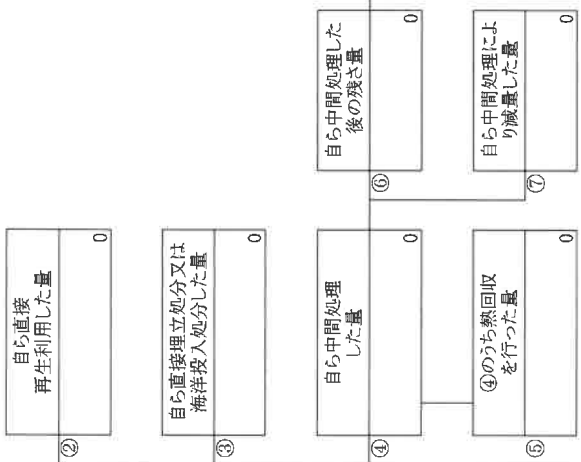 ②
自ら直接
再生利用した量
0
③
自ら直接埋立処分又は
海洋投入処分した量
0
④
自ら中間処理
した量
0
⑤
④のうち熱回収
を行った量
0
⑥
自ら中間処理した
後の残さ量
0
⑦
自ら中間処理によ
り減量した量
0